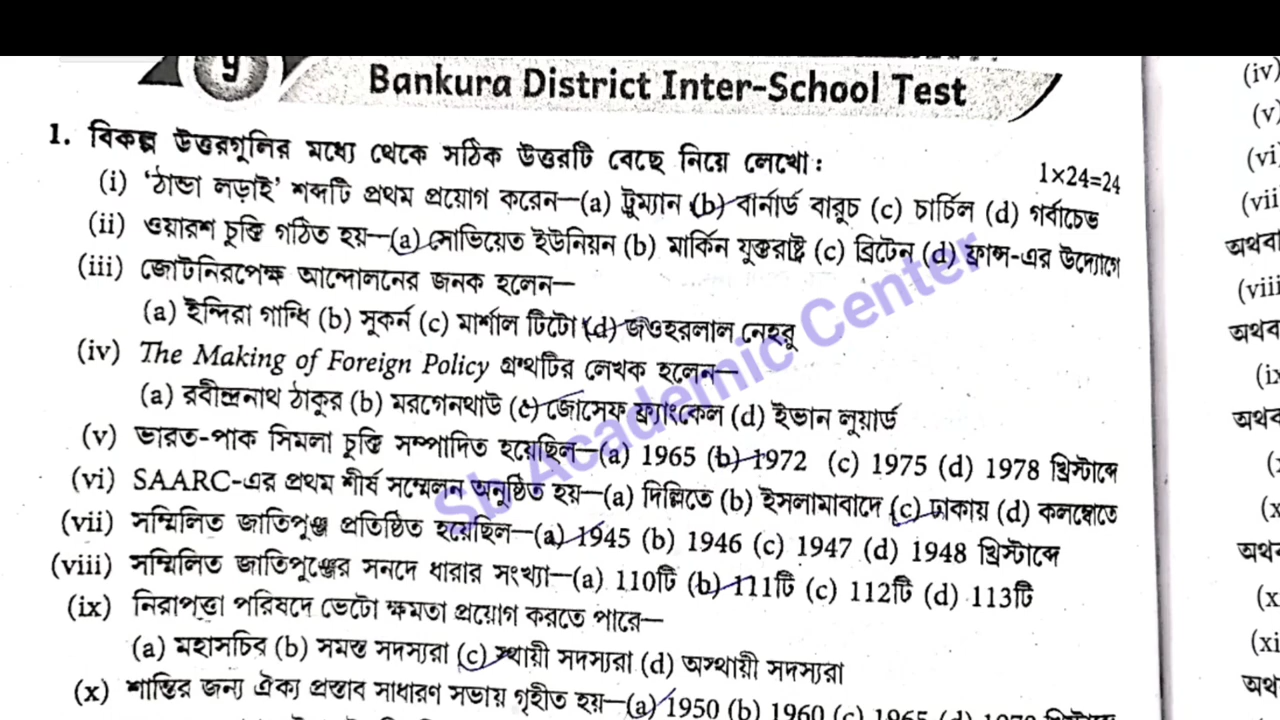 9
Bankura District Inter-School Test
1. বিকল্প উত্তরগুলির মধ্যে থেকে সঠিক উত্তরটি বেছে নিয়ে লেখো :
1×24=24
(i) ‘ঠান্ডা লড়াই’ শব্দটি প্রথম প্রয়োগ করেন—(a) ট্রুম্যান (b) বার্নার্ড বারুচ (c) চার্চিল (d) গর্বাচেভ
(ii) ওয়ারশ চুক্তি গঠিত হয়—(a) সোভিয়েত ইউনিয়ন (b) মার্কিন যুক্তরাষ্ট্র (c) ব্রিটেন (d) ফ্রান্স-এর উদ্যোগে
(iii) জোটনিরপেক্ষ আন্দোলনের জনক হলেন—
(a) ইন্দিরা গান্ধি (b) সুকর্ন (c) মার্শাল টিটো (d) জওহরলাল নেহরু
(iv) The Making of Foreign Policy গ্রন্থটির লেখক হলেন—
(a) রবীন্দ্রনাথ ঠাকুর (b) মরগেনথাউ (c) জোসেফ ফ্র্যাংকেল (d) ইভান লুয়ার্ড
(v) ভারত-পাক সিমলা চুক্তি সম্পাদিত হয়েছিল—(a) 1965 (b) 1972 (c) 1975 (d) 1978 খ্রিস্টাব্দে
(vi) SAARC-এর প্রথম শীর্ষ সম্মেলন অনুষ্ঠিত হয়—(a) দিল্লিতে (b) ইসলামাবাদে (c) ঢাকায় (d) কলম্বোতে
(vii) সম্মিলিত জাতিপুঞ্জ প্রতিষ্ঠিত হয়েছিল—(a) 1945 (b) 1946 (c) 1947 (d) 1948 খ্রিস্টাব্দে
(viii) সম্মিলিত জাতিপুঞ্জের সনদে ধারার সংখ্যা—(a) 110টি (b) 111টি (c) 112টি (d) 113টি
(ix) নিরাপত্তা পরিষদে ভেটো ক্ষমতা প্রয়োগ করতে পারে—
(a) মহাসচিব (b) সমস্ত সদস্যরা (c) স্থায়ী সদস্যরা (d) অস্থায়ী সদস্যরা
(x) শান্তির জন্য ঐক্য প্রস্তাব সাধারণ সভায় গৃহীত হয়—(a) 1950 (b) 1960 (c) 1965 (d)
Sb Academic Center
(iv)
(v)
(vi)
(vii
অথবা
(viii
অথব
(ix
অথব
(x
অথব
(x
(xi
অথ